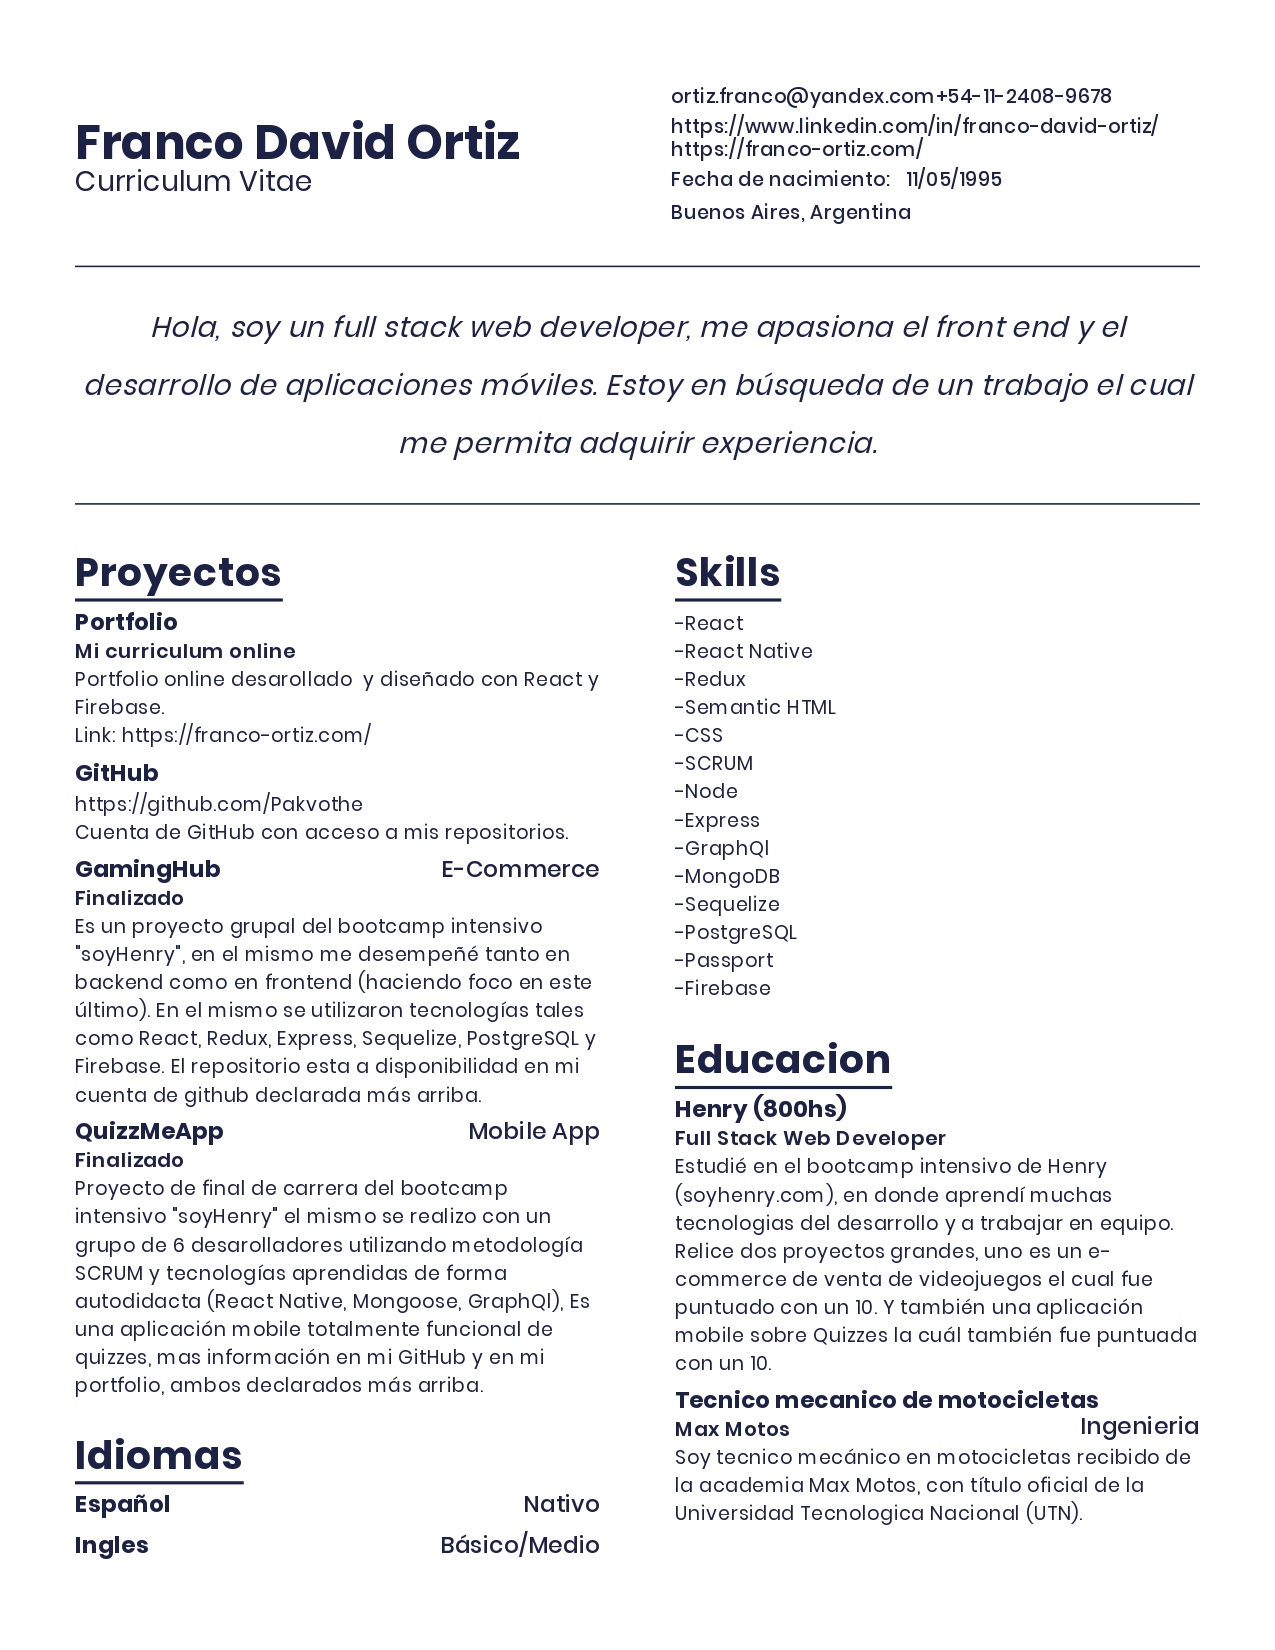 Franco David Ortiz
Curriculum Vitae
ortiz.franco@yandex.com+54-11-2408-9678
https://www.linkedin.com/in/franco-david-ortiz/
https://franco-ortiz.com/
Fecha de nacimiento: 11/05/1995
Buenos Aires, Argentina
Hola, soy un full stack web developer, me apasiona el front end y el
desarrollo de aplicaciones móviles. Estoy en búsqueda de un trabajo el cual
me permita adquirir experiencia.
Proyectos
Portfolio
Mi curriculum online
Portfolio online desarollado y diseñado con React y
Firebase.
Link: https://franco-ortiz.com/
GitHub
https://github.com/Pakvothe
Cuenta de GitHub con acceso a mis repositorios.
GamingHub E-Commerce
Finalizado
Es un proyecto grupal del bootcamp intensivo
"soyHenry", en el mismo me desempeñé tanto en
backend como en frontend (haciendo foco en este
último). En el mismo se utilizaron tecnologías tales
como React, Redux, Express, Sequelize, PostgreSQL y
Firebase. El repositorio esta a disponibilidad en mi
cuenta de github declarada más arriba.
QuizzMeApp Mobile App
Finalizado
Proyecto de final de carrera del bootcamp
intensivo "soyHenry" el mismo se realizo con un
grupo de 6 desarolladores utilizando metodología
SCRUM y tecnologías aprendidas de forma
autodidacta (React Native, Mongoose, GraphQl), Es
una aplicación mobile totalmente funcional de
quizzes, mas información en mi GitHub y en mi
portfolio, ambos declarados más arriba.
Idiomas
Español Nativo
Ingles Básico/Medio
Skills
-React
-React Native
-Redux
-Semantic HTML
-CSS
-SCRUM
-Node
-Express
-GraphQl
-MongoDB
-Sequelize
-PostgreSQL
-Passport
-Firebase
Educacion
Henry (800hs)
Full Stack Web Developer
Estudié en el bootcamp intensivo de Henry
(soyhenry.com), en donde aprendí muchas
tecnologias del desarrollo y a trabajar en equipo.
Relice dos proyectos grandes, uno es un e-
commerce de venta de videojuegos el cual fue
puntuado con un 10. Y también una aplicación
mobile sobre Quizzes la cuál también fue puntuada
con un 10.
Tecnico mecanico de motocicletas
Max Motos Ingenieria
Soy tecnico mecánico en motocicletas recibido de
la academia Max Motos, con título oficial de la
Universidad Tecnologica Nacional (UTN).